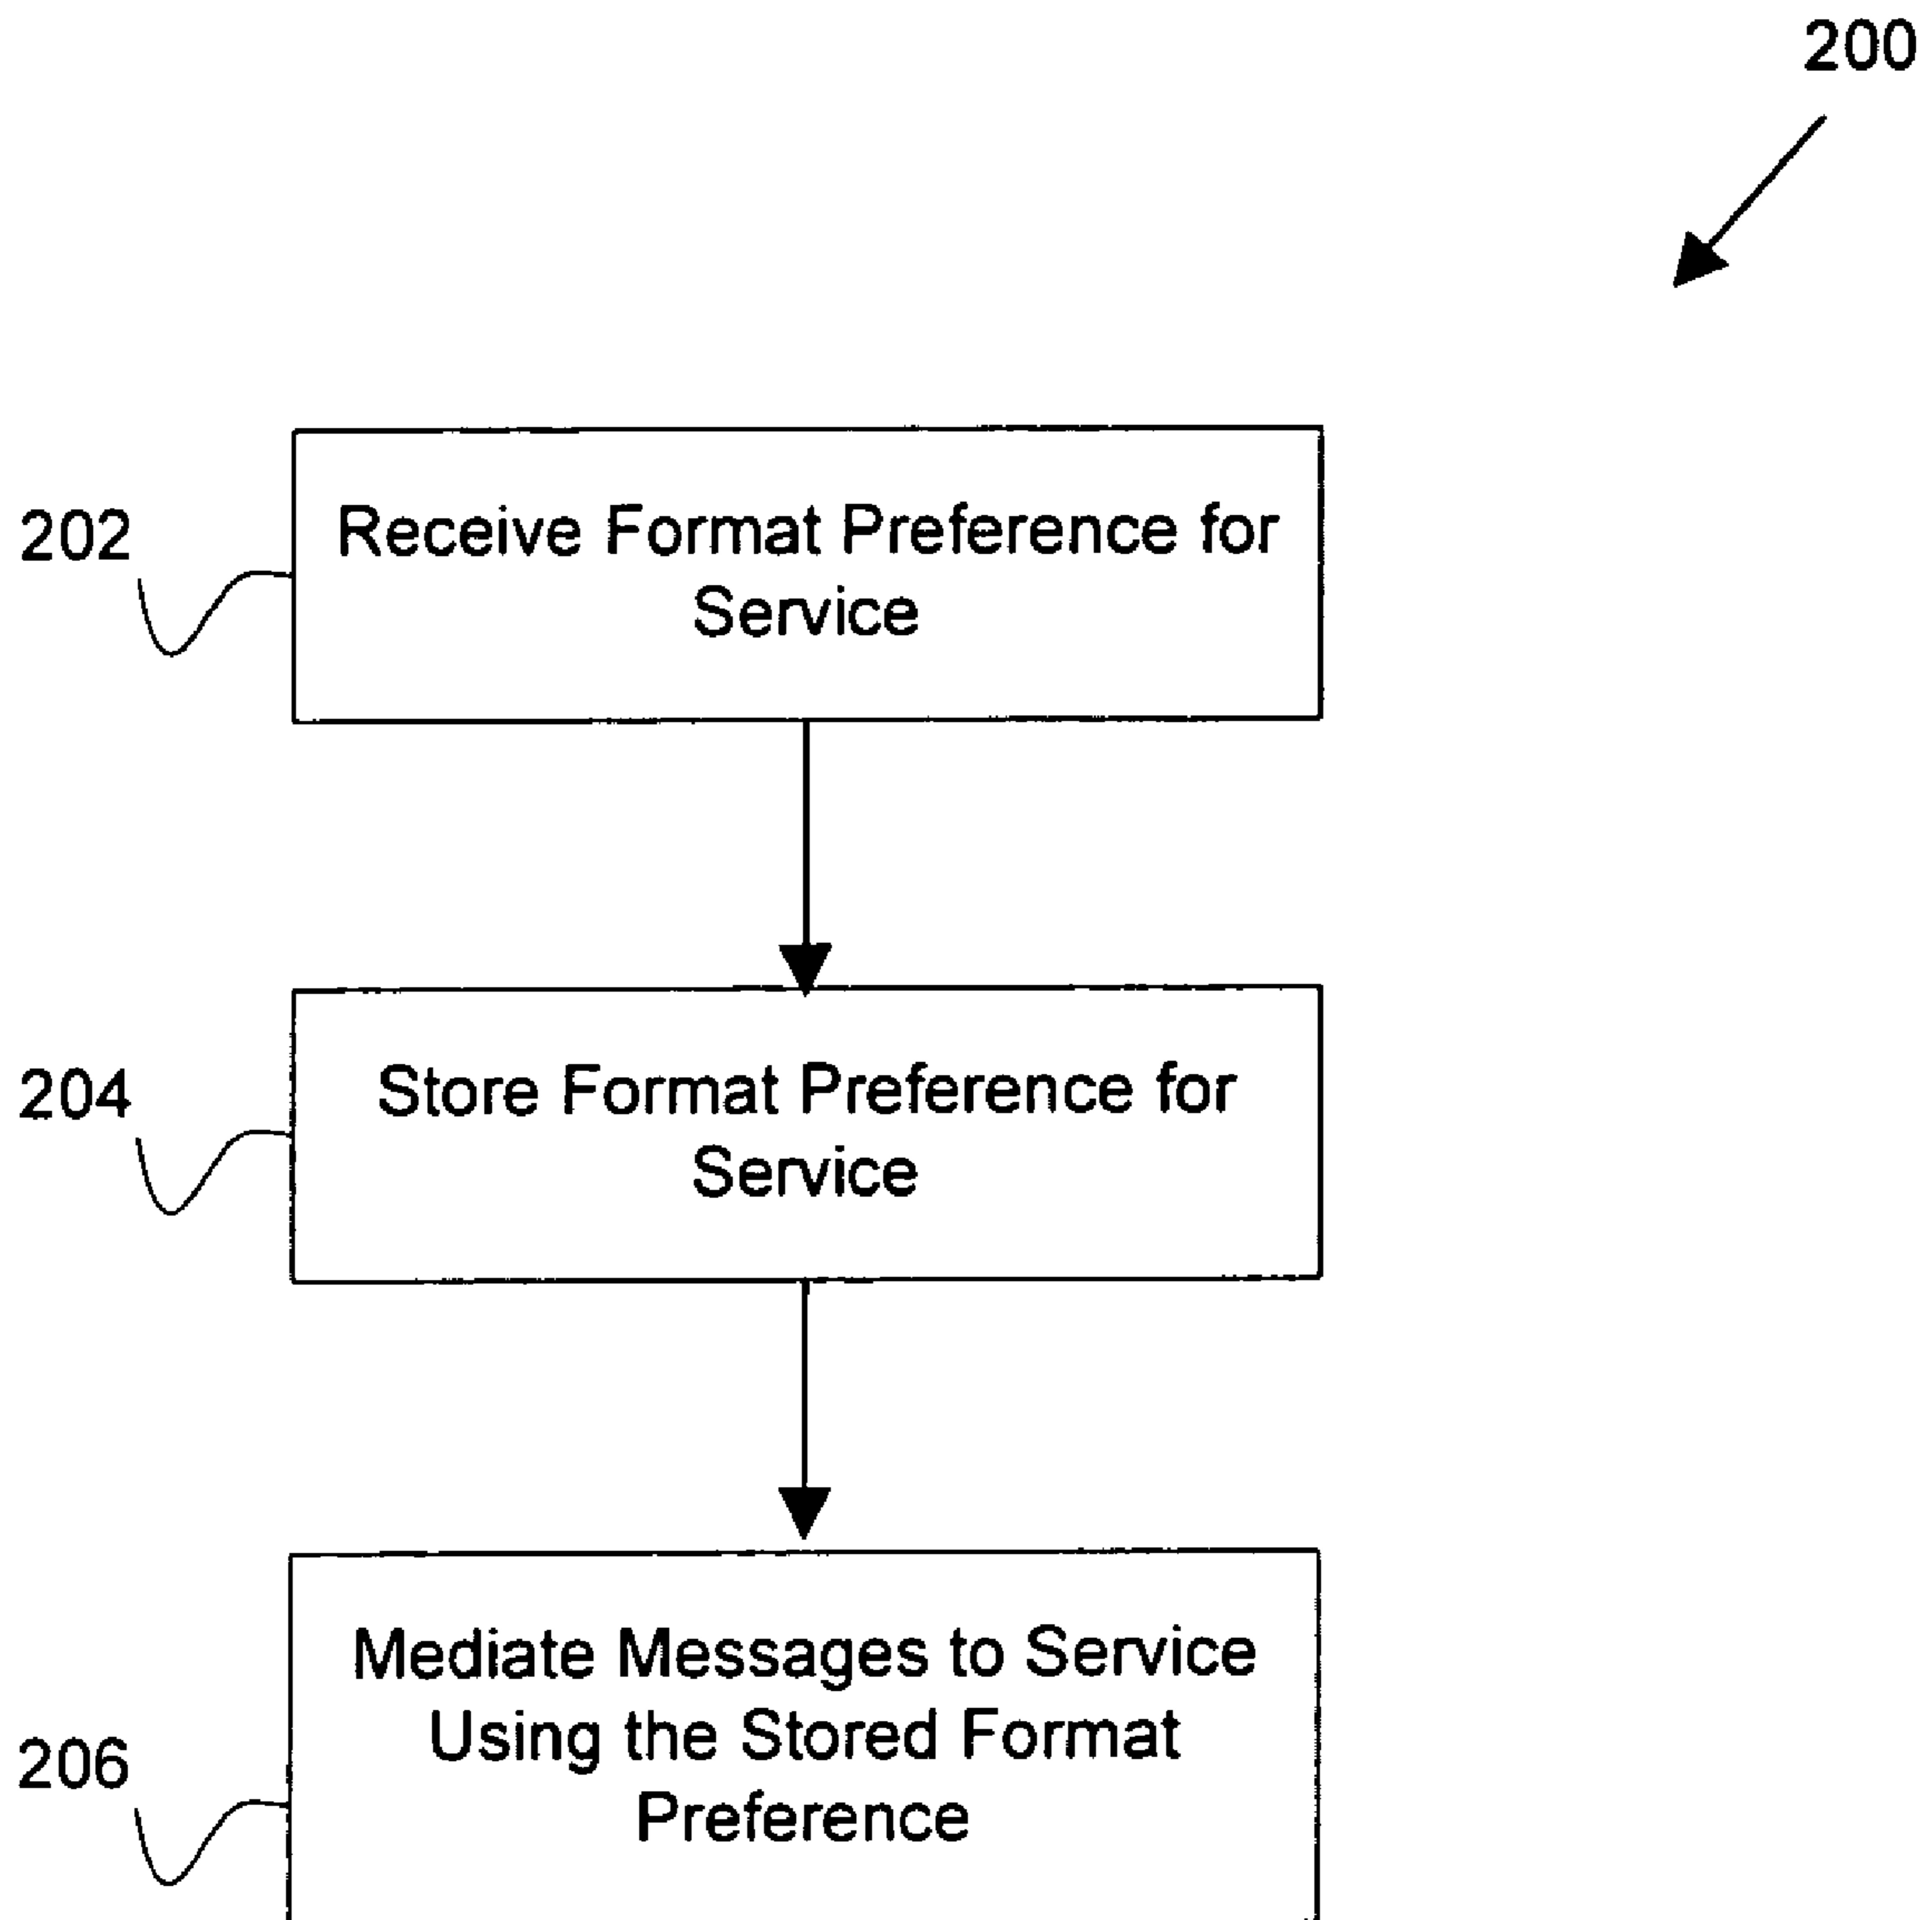 200
202
Receive Format Preference for
Service
204
Store Format Preference for
Service
Mediate Messages to Service
Using the Stored Format
206
Preference